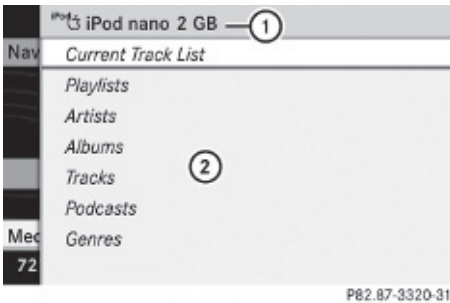 iPod iPod nano 2 GB 1
Nav Current Track List
Playlists
Artists
Albums
2
Tracks
Podcasts
Med Genres
72
P82.87-3320-31